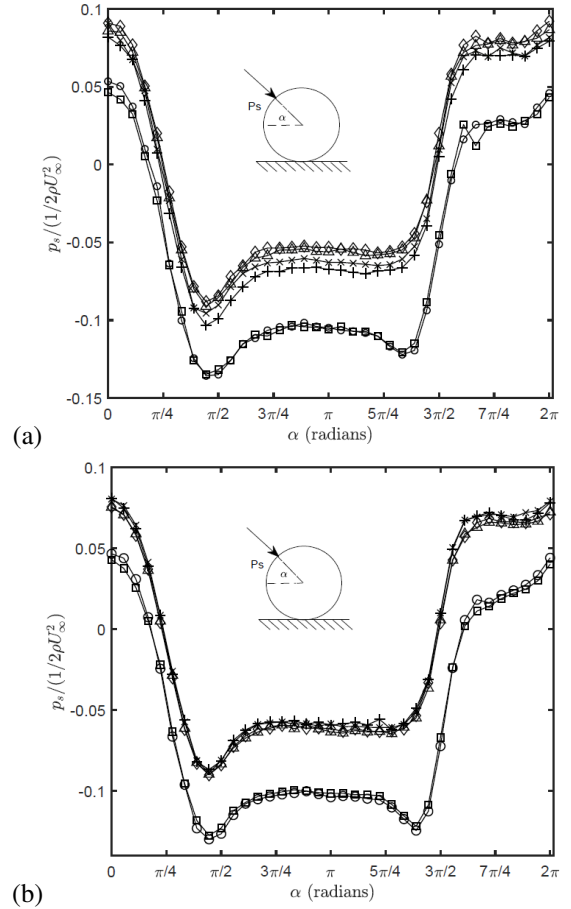 0.1
0.05
0
-0.05
-0.1
-0.15
p_s/(1/2ρU_∞^2)
Ps
α
0 π/4 π/2 3π/4 π 5π/4 3π/2 7π/4 2π
α (radians)
(a)
0.1
0.05
0
-0.05
-0.1
p_s/(1/2ρU_∞^2)
Ps
α
0 π/4 π/2 3π/4 π 5π/4 3π/2 7π/4 2π
α (radians)
(b)